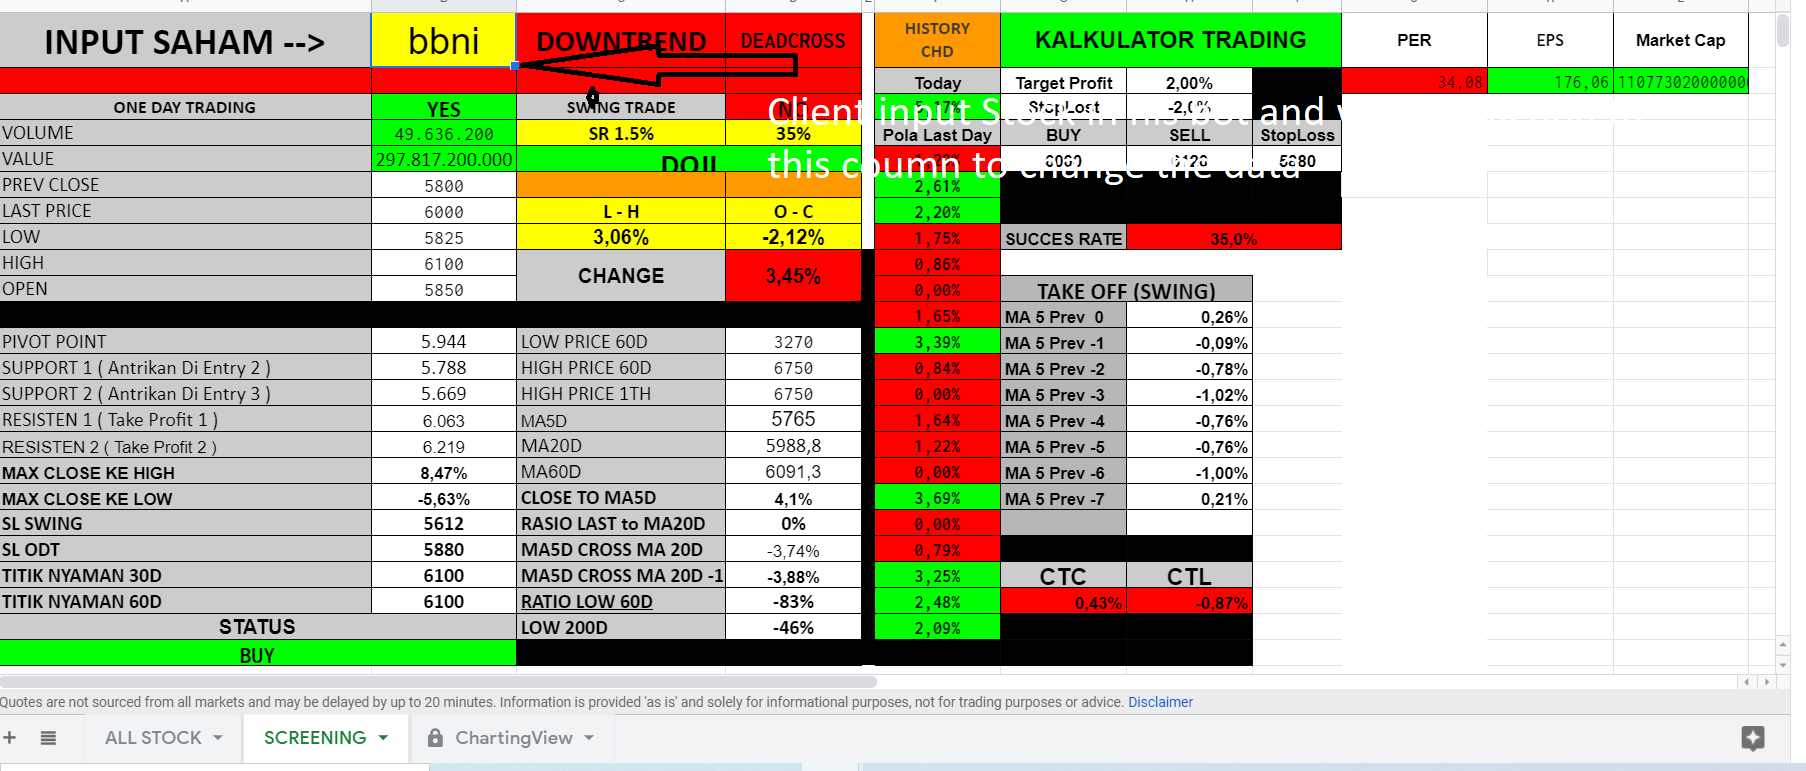 INPUT SAHAM --> bbni DOWNTREND DEADCROSS HISTORY CHD KALKULATOR TRADING PER EPS Market Cap
Today Target Profit 2,00% 34,08 176,06 110773020000000
ONE DAY TRADING YES SWING TRADE NO 5,17% StopLost -2,0%
Client input Stock in his bot and
VOLUME 49.636.200 SR 1.5% 35% Pola Last Day BUY SELL StopLoss
VALUE 297.817.200.000 DOJI 6000 6120 5880
this coumn to change the data
PREV CLOSE 5800 2,61%
LAST PRICE 6000 L - H O - C 2,20%
LOW 5825 3,06% -2,12% 1,75% SUCCES RATE 35,0%
HIGH 6100 CHANGE 3,45% 0,86%
OPEN 5850 0,00% TAKE OFF (SWING)
1,65% MA 5 Prev 0 0,26%
PIVOT POINT 5.944 LOW PRICE 60D 3270 3,39% MA 5 Prev -1 -0,09%
SUPPORT 1 ( Antrikan Di Entry 2 ) 5.788 HIGH PRICE 60D 6750 0,84% MA 5 Prev -2 -0,78%
SUPPORT 2 ( Antrikan Di Entry 3 ) 5.669 HIGH PRICE 1TH 6750 0,00% MA 5 Prev -3 -1,02%
RESISTEN 1 ( Take Profit 1 ) 6.063 MA5D 5765 1,64% MA 5 Prev -4 -0,76%
RESISTEN 2 ( Take Profit 2 ) 6.219 MA20D 5988,8 1,22% MA 5 Prev -5 -0,76%
MAX CLOSE KE HIGH 8,47% MA60D 6091,3 0,00% MA 5 Prev -6 -1,00%
MAX CLOSE KE LOW -5,63% CLOSE TO MA5D 4,1% 3,69% MA 5 Prev -7 0,21%
SL SWING 5612 RASIO LAST to MA20D 0% 0,00%
SL ODT 5880 MA5D CROSS MA 20D -3,74% 0,79%
TITIK NYAMAN 30D 6100 MA5D CROSS MA 20D -1 -3,88% 3,25% CTC CTL
TITIK NYAMAN 60D 6100 RATIO LOW 60D -83% 2,48% 0,43% -0,87%
STATUS LOW 200D -46% 2,09%
BUY
Quotes are not sourced from all markets and may be delayed by up to 20 minutes. Information is provided 'as is' and solely for informational purposes, not for trading purposes or advice. Disclaimer
+ ALL STOCK SCREENING ChartingView